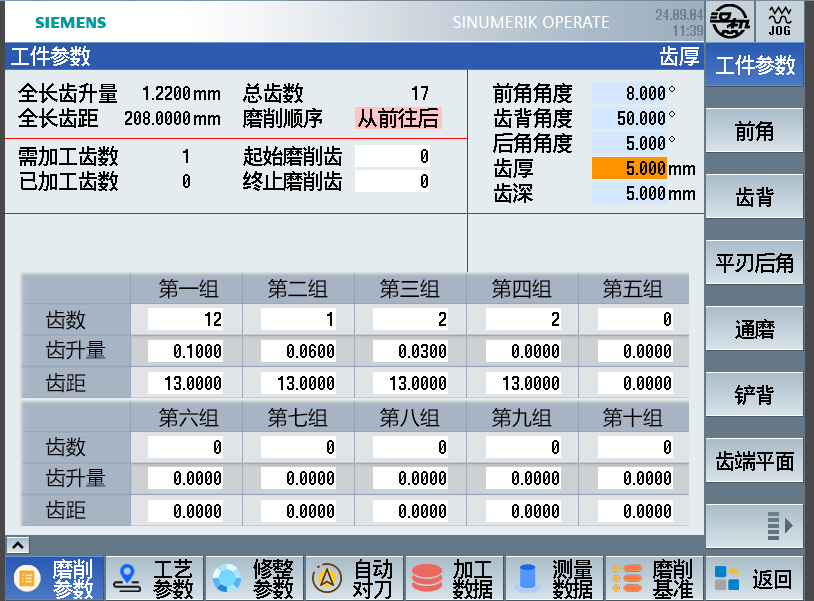 SIEMENS SINUMERIK OPERATE 24.09.04 11:39 汉机 JOG
工件参数 齿厚
全长齿升量 1.2200mm 总齿数 17
全长齿距 208.0000mm 磨削顺序 从前往后
需加工齿数 1 起始磨削齿 0
已加工齿数 0 终止磨削齿 0
前角角度 8.000°
齿背角度 50.000°
后角角度 5.000°
齿厚 5.000mm
齿深 5.000mm
第一组 第二组 第三组 第四组 第五组
齿数 12 1 2 2 0
齿升量 0.1000 0.0600 0.0300 0.0000 0.0000
齿距 13.0000 13.0000 13.0000 13.0000 0.0000
第六组 第七组 第八组 第九组 第十组
齿数 0 0 0 0 0
齿升量 0.0000 0.0000 0.0000 0.0000 0.0000
齿距 0.0000 0.0000 0.0000 0.0000 0.0000
工件参数
前角
齿背
平刃后角
通磨
铲背
齿端平面
磨削参数 工艺参数 修整参数 自动对刀 加工数据 测量数据 磨削基准 返回